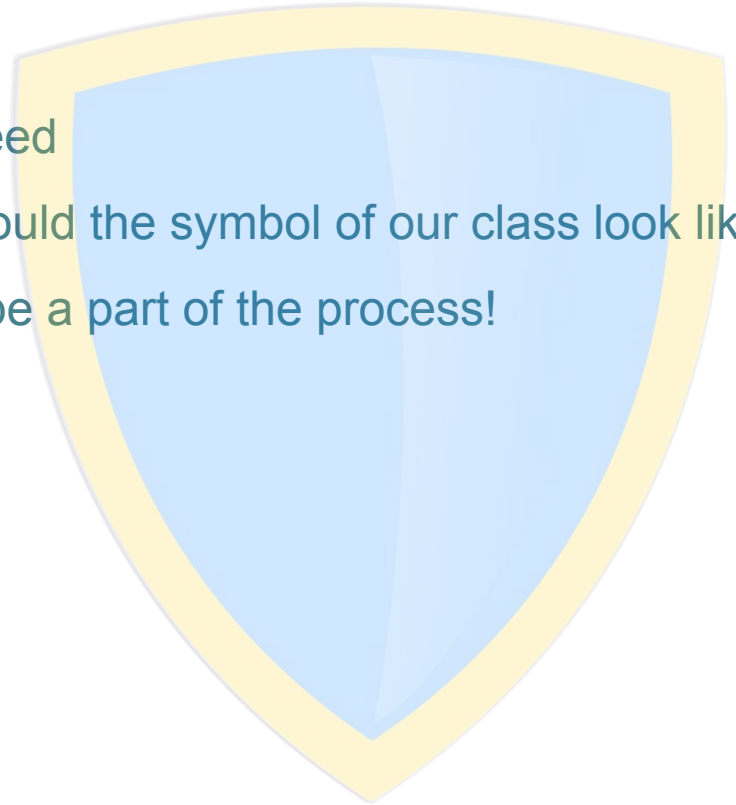 eed
ould the symbol of our class look lik
be a part of the process!